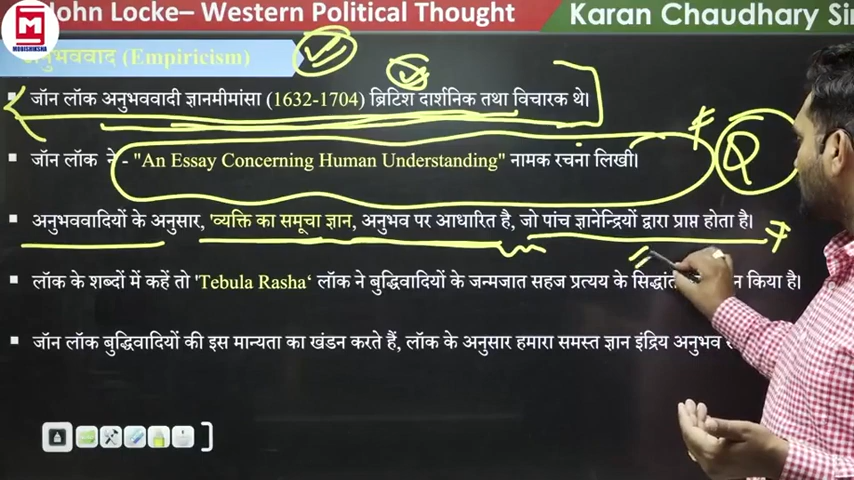 John Locke– Western Political Thought
Karan Chaudhary Si
M
MOBISHIKSHA
अनुभववाद (Empiricism)
जॉन लॉक अनुभववादी ज्ञानमीमांसा (1632-1704) ब्रिटिश दार्शनिक तथा विचारक थे।
जॉन लॉक ने - "An Essay Concerning Human Understanding" नामक रचना लिखी।
Q
अनुभववादियों के अनुसार, 'व्यक्ति का समूचा ज्ञान, अनुभव पर आधारित है, जो पांच ज्ञानेन्द्रियों द्वारा प्राप्त होता है।
लॉक के शब्दों में कहें तो 'Tebula Rasha‘ लॉक ने बुद्धिवादियों के जन्मजात सहज प्रत्यय के सिद्धांत किया है।
जॉन लॉक बुद्धिवादियों की इस मान्यता का खंडन करते हैं, लॉक के अनुसार हमारा समस्त ज्ञान इंद्रिय अनुभव